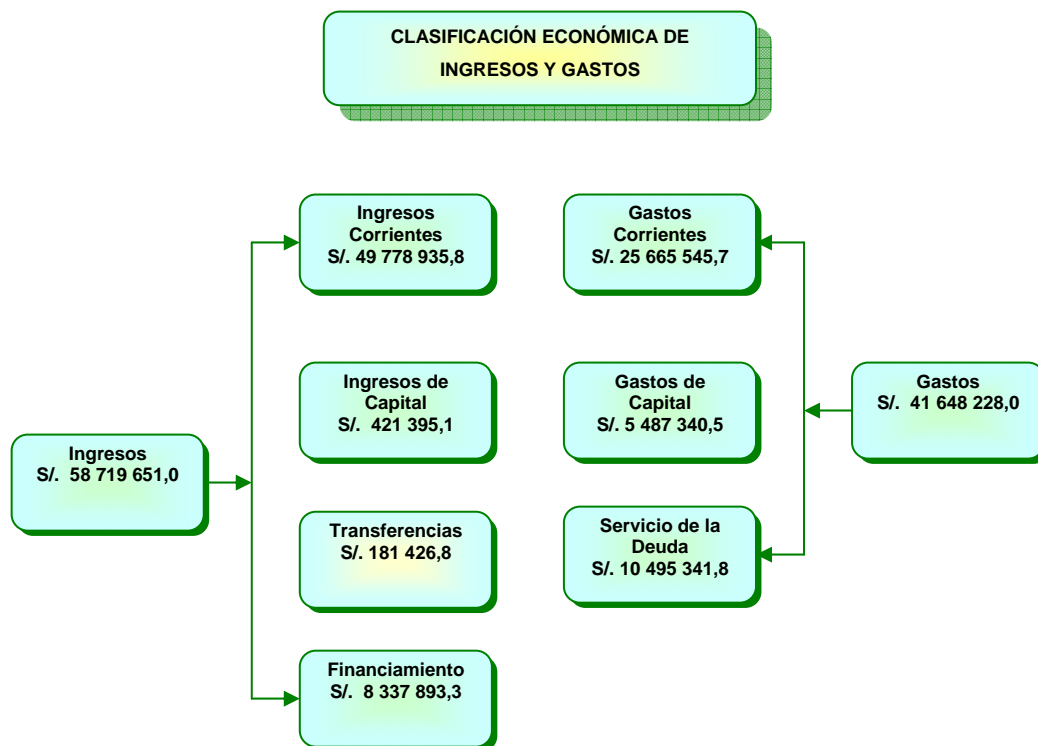 CLASIFICACIÓN ECONÓMICA DE
INGRESOS Y GASTOS
Ingresos
Corrientes
S/. 49 778 935,8
Gastos
Corrientes
S/. 25 665 545,7
Ingresos de
Capital
S/. 421 395,1
Gastos de
Capital
S/. 5 487 340,5
Gastos
S/. 41 648 228,0
Ingresos
S/. 58 719 651,0
Transferencias
S/. 181 426,8
Servicio de la
Deuda
S/. 10 495 341,8
Financiamiento
S/. 8 337 893,3